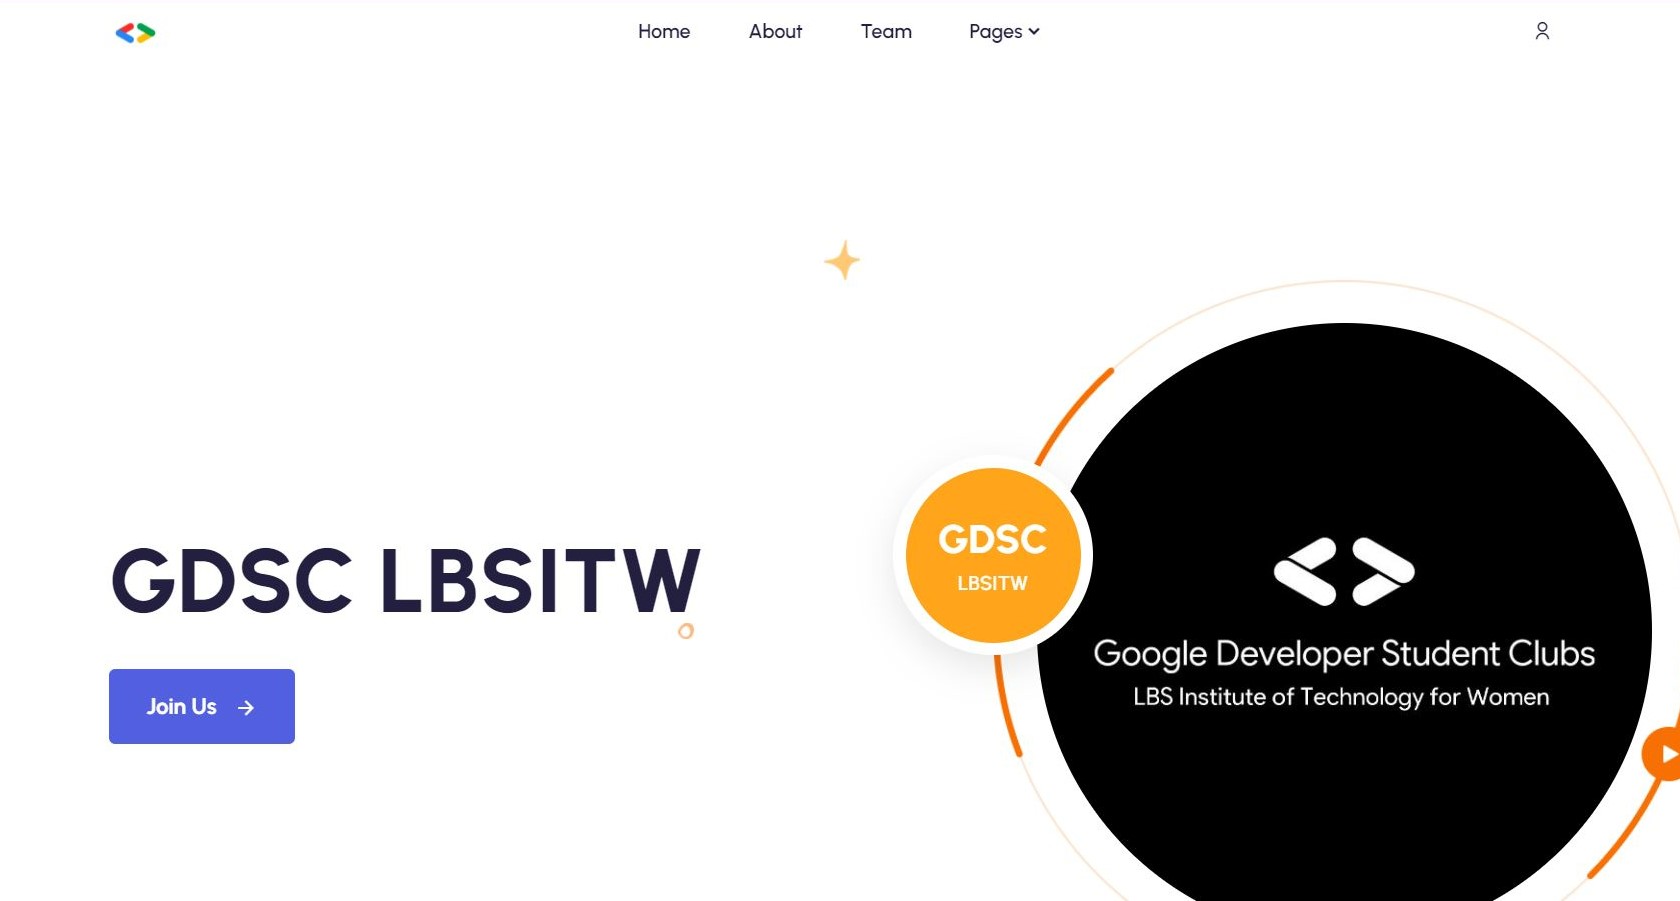 Home About Team Pages
GDSC LBSITW
Join Us
GDSC
LBSITW
Google Developer Student Clubs
LBS Institute of Technology for Women